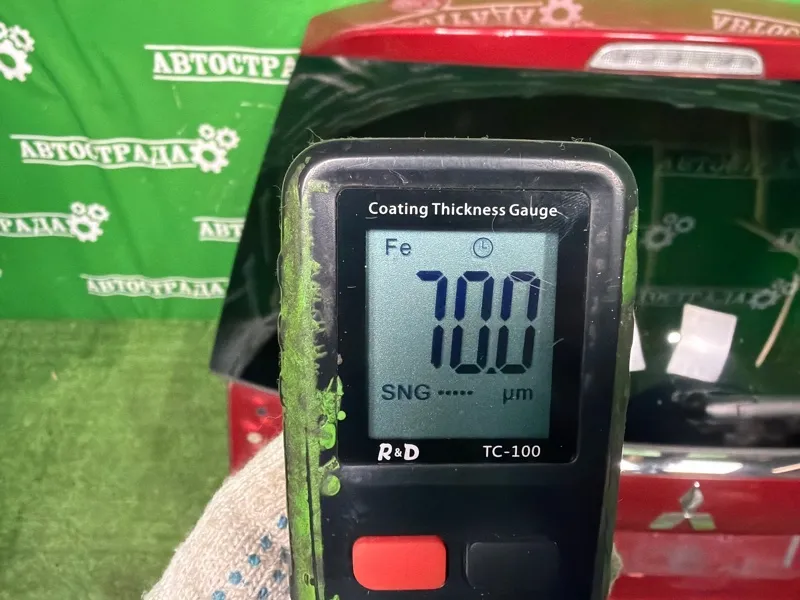 АВТОСТРАДА
АВТОСТРАДА
АВТОСТРАДА
АВТОСТРАДА
Coating Thickness Gauge
Fe
70.0
SNG ----- µm
R&D TC-100